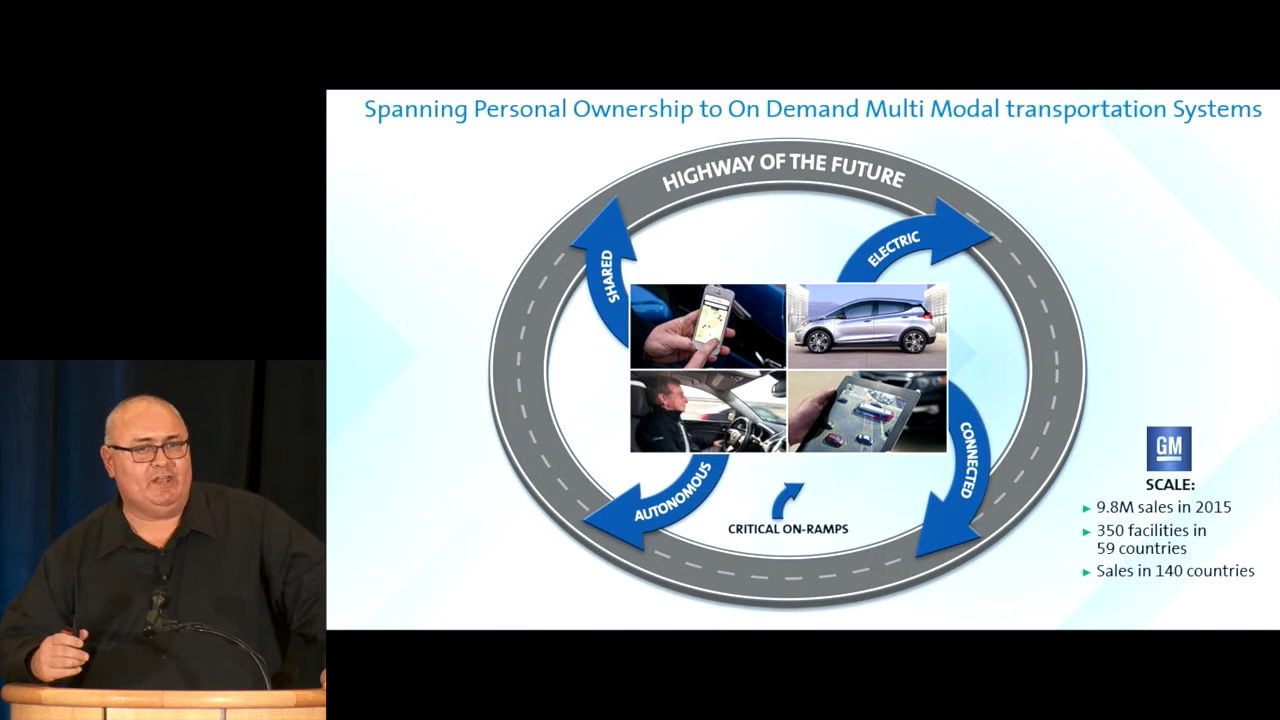 Spanning Personal Ownership to On Demand Multi Modal transportation Systems
HIGHWAY OF THE FUTURE
SHARED
ELECTRIC
AUTONOMOUS
CONNECTED
CRITICAL ON-RAMPS
GM
SCALE:
9.8M sales in 2015
350 facilities in
59 countries
Sales in 140 countries